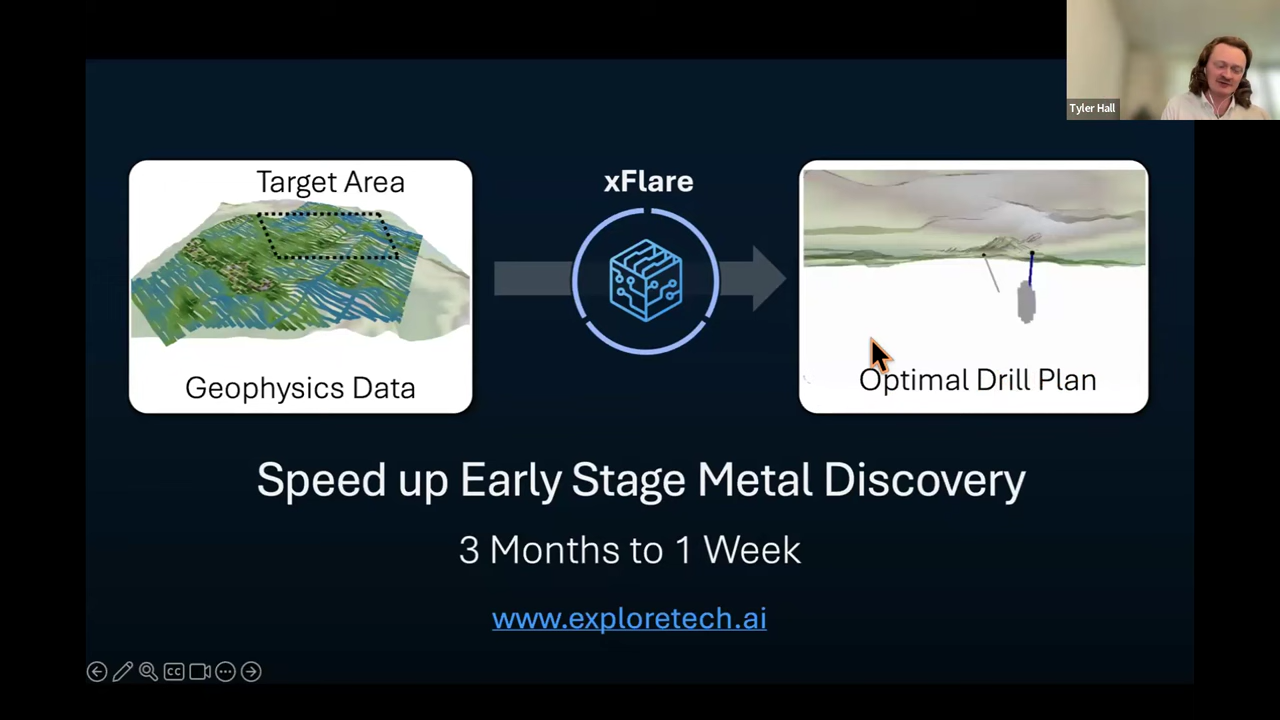 Tyler Hall
Target Area
xFlare
Geophysics Data
Optimal Drill Plan
Speed up Early Stage Metal Discovery
3 Months to 1 Week
www.exploretech.ai
CC